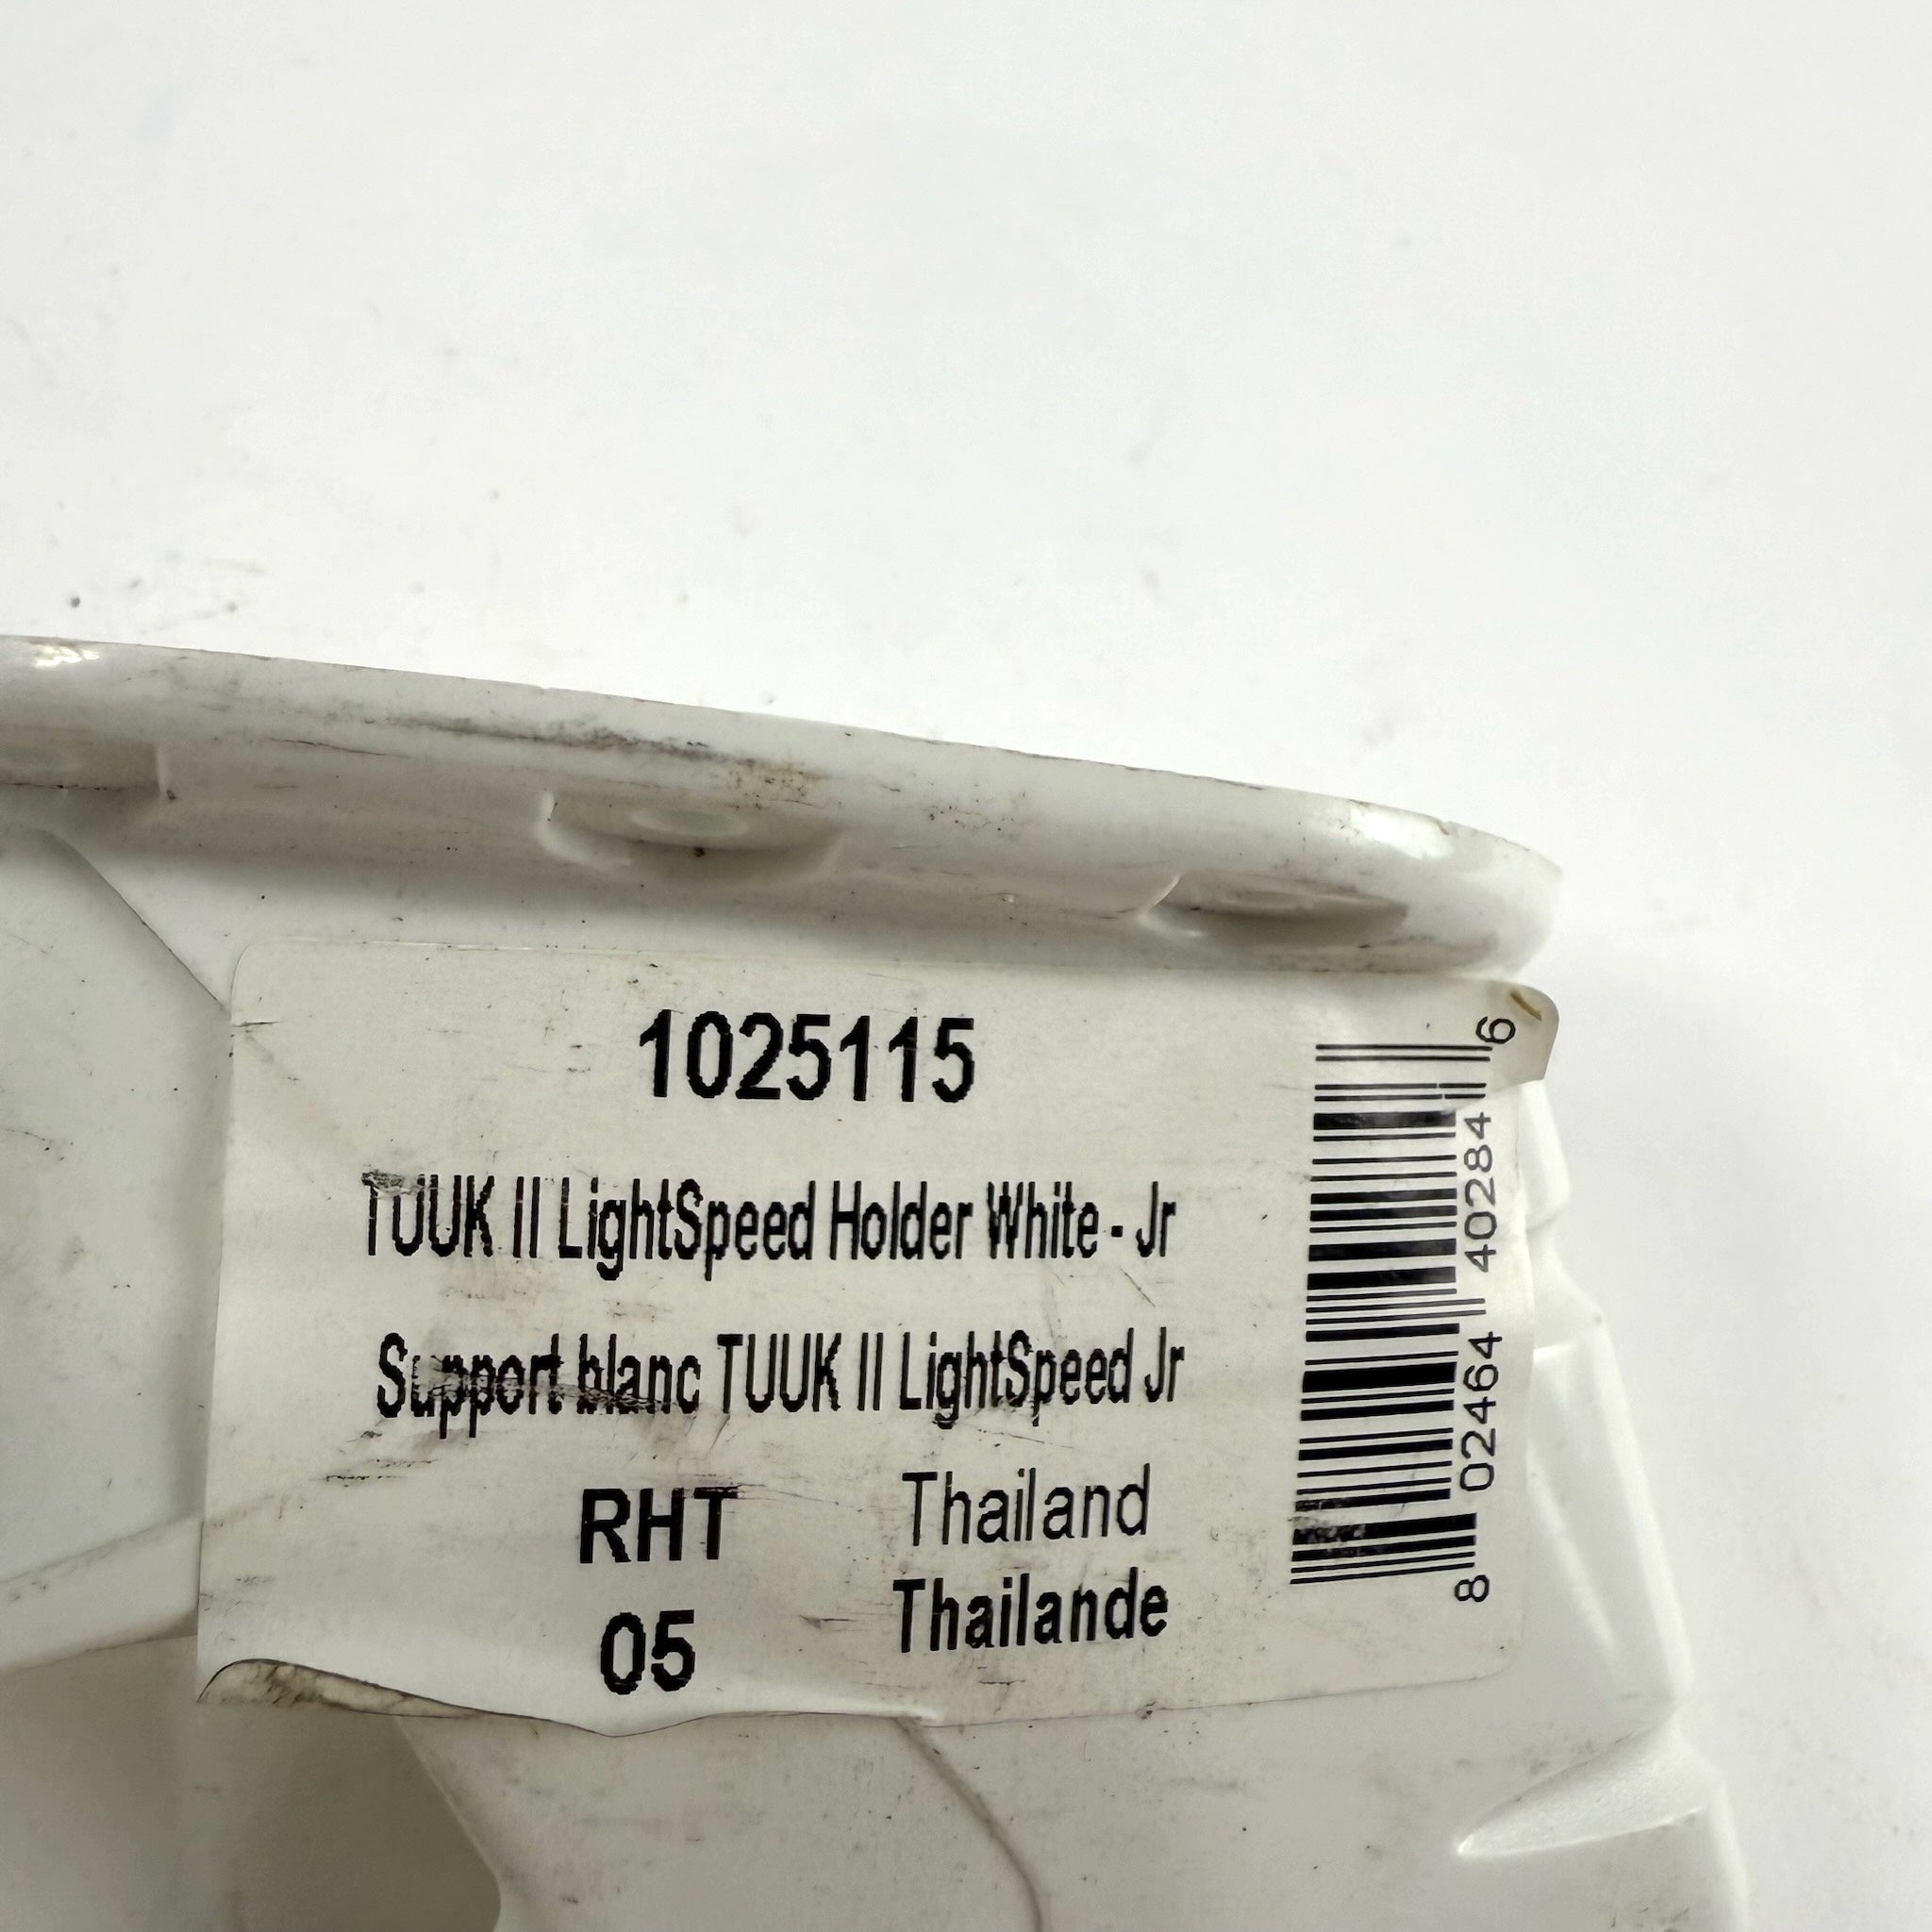 1025115
TUUK II LightSpeed Holder White - Jr
Support blanc TUUK II LightSpeed Jr
RHT Thailand
05 Thailande
8 02464 40284 6